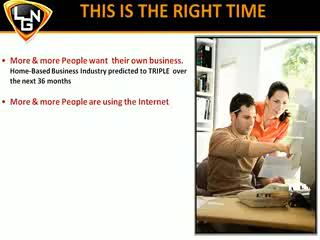 LGN
THIS IS THE RIGHT TIME
• More & more People want their own business.
Home-Based Business Industry predicted to TRIPLE over
the next 36 months
• More & more People are using the Internet